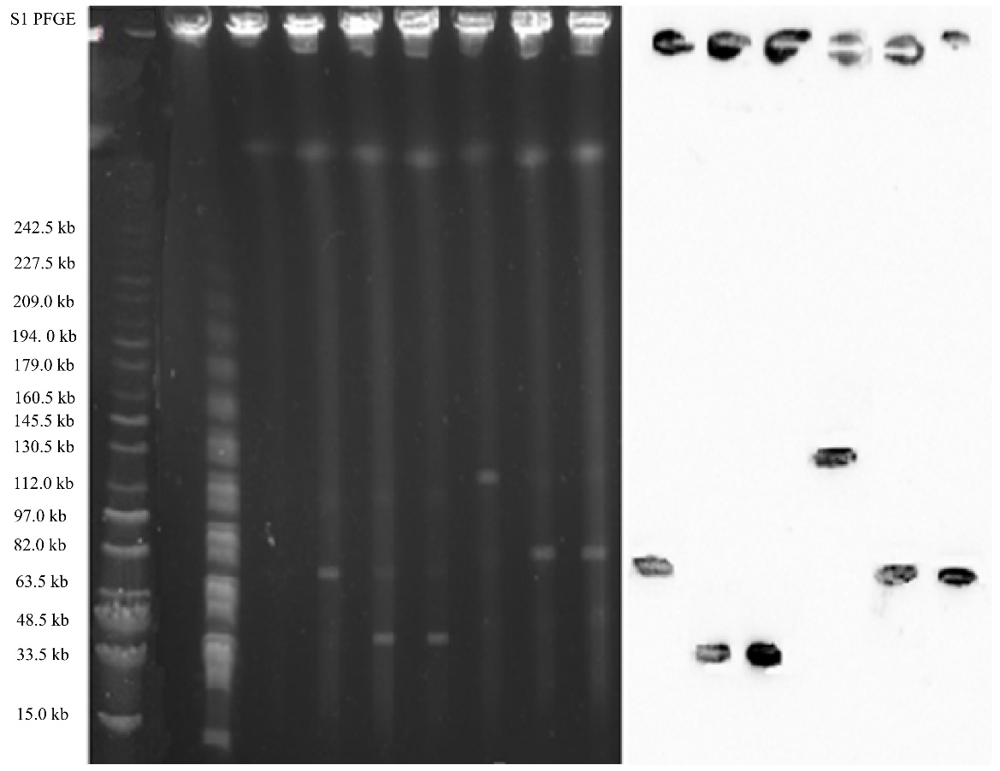 S1 PFGE
242.5 kb
227.5 kb
209.0 kb
194. 0 kb
179.0 kb
160.5 kb
145.5 kb
130.5 kb
112.0 kb
97.0 kb
82.0 kb
63.5 kb
48.5 kb
33.5 kb
15.0 kb